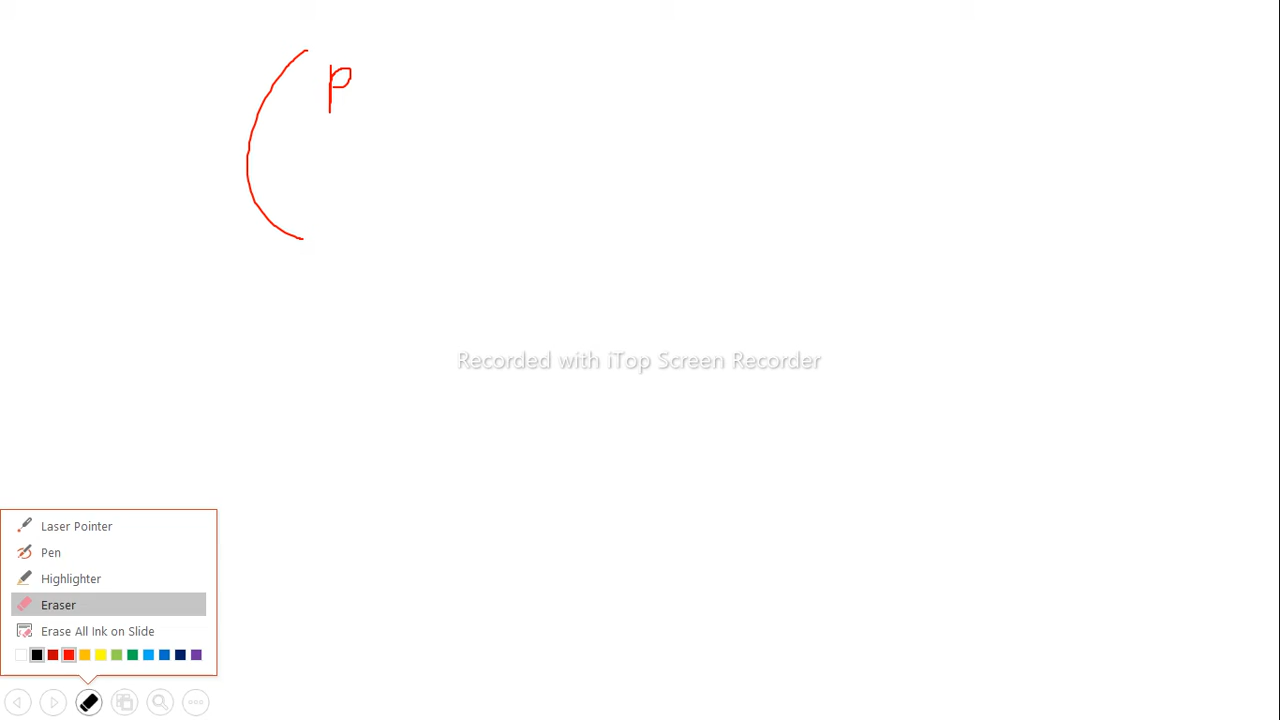 ( P
Recorded with iTop Screen Recorder
Laser Pointer
Pen
Highlighter
Eraser
Erase All Ink on Slide